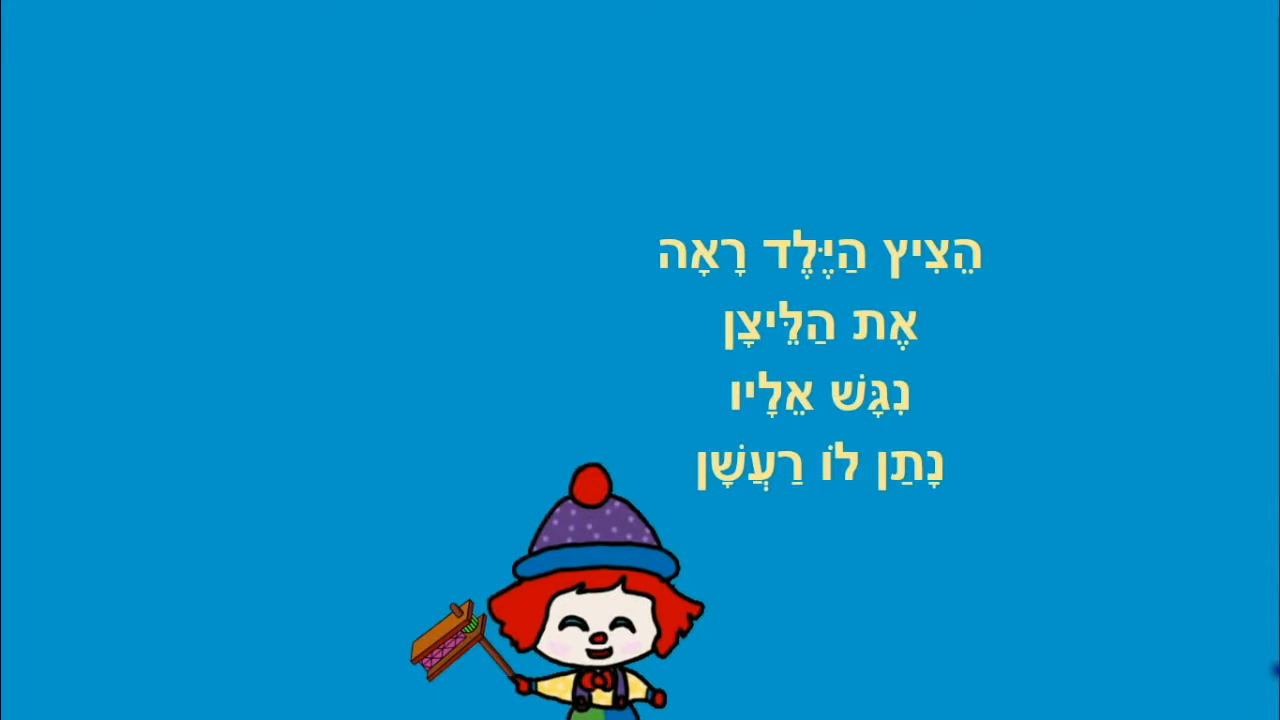 הֵצִיץ הַיֶּלֶד רָאָה
אֶת הַלֵּיצָן
נִגָּשׁ אֵלָיו
נָתַן לוֹ רַעֲשָׁן